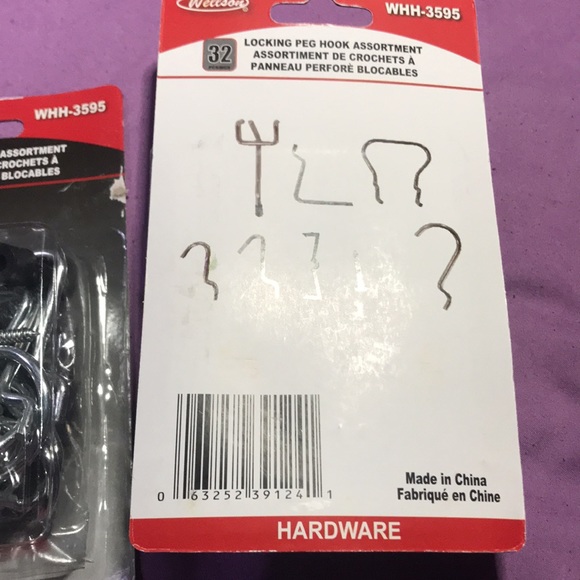 Wellson
WHH-3595
32
LOCKING PEG HOOK ASSORTMENT
ASSORTIMENT DE CROCHETS À
PANNEAU PERFORÉ BLOCABLES
WHH-3595
ASSORTMENT
CROCHETS À
BLOCABLES
0 63252 39124 1
Made in China
Fabriqué en Chine
HARDWARE